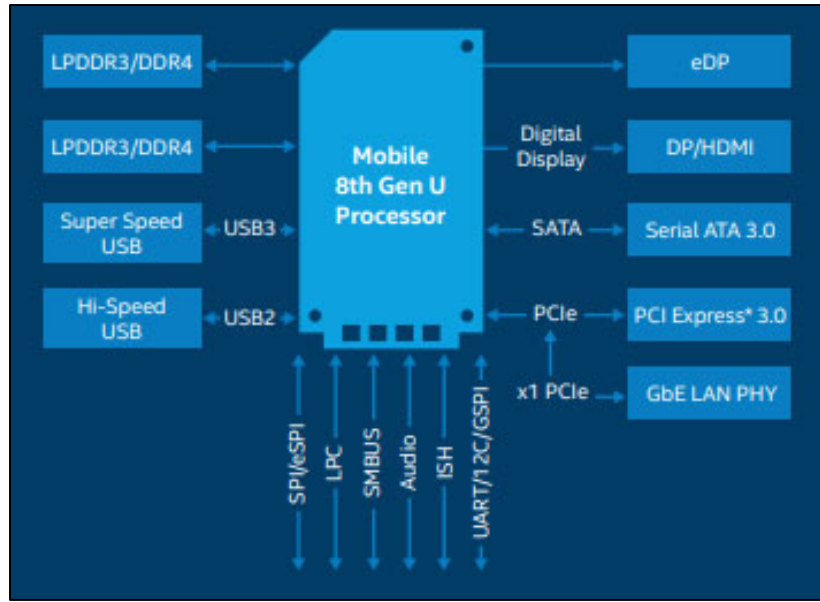 LPDDR3/DDR4
LPDDR3/DDR4
Super Speed
USB
USB3
Hi-Speed
USB
USB2
Mobile
8th Gen U
Processor
eDP
Digital
Display
DP/HDMI
SATA
Serial ATA 3.0
PCIe
PCI Express* 3.0
x1 PCIe
GbE LAN PHY
SPI/eSPI
LPC
SMBUS
Audio
ISH
UART/12C/GSPI